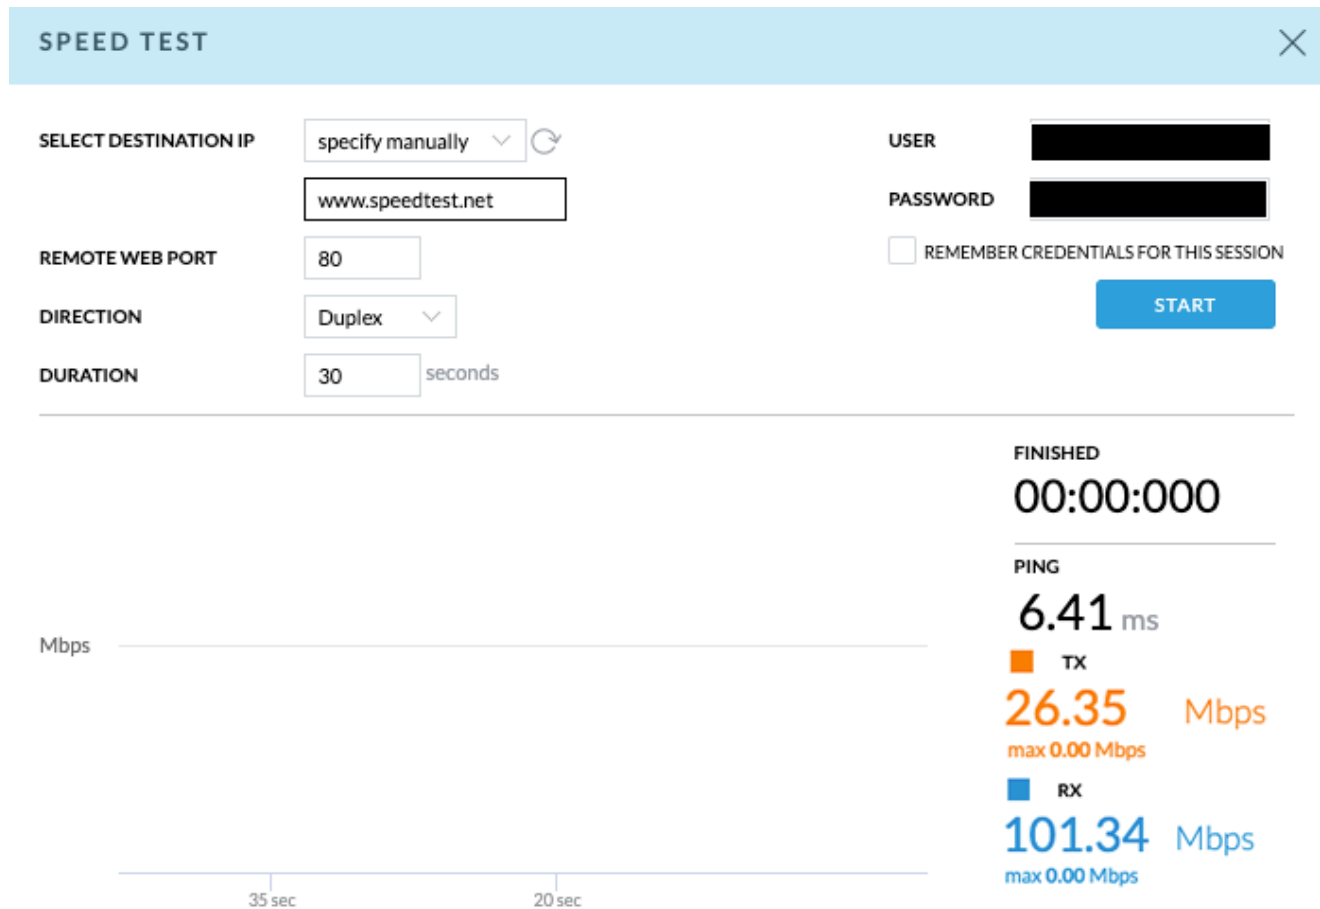 SPEED TEST
SELECT DESTINATION IP
specify manually
www.speedtest.net
REMOTE WEB PORT
80
DIRECTION
Duplex
DURATION
30
seconds
USER
PASSWORD
REMEMBER CREDENTIALS FOR THIS SESSION
START
FINISHED
00:00:000
PING
6.41 ms
TX
26.35 Mbps
max 0.00 Mbps
RX
101.34 Mbps
max 0.00 Mbps
Mbps
35 sec
20 sec